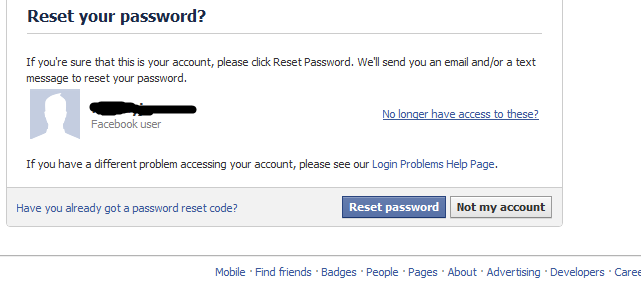 Reset your password?
If you're sure that this is your account, please click Reset Password. We'll send you an email and/or a text
message to reset your password.
No longer have access to these?
Facebook user
If you have a different problem accessing your account, please see our Login Problems Help Page.
Have you already got a password reset code? Reset password Not my account
Mobile · Find friends · Badges · People · Pages · About · Advertising · Developers · Caree